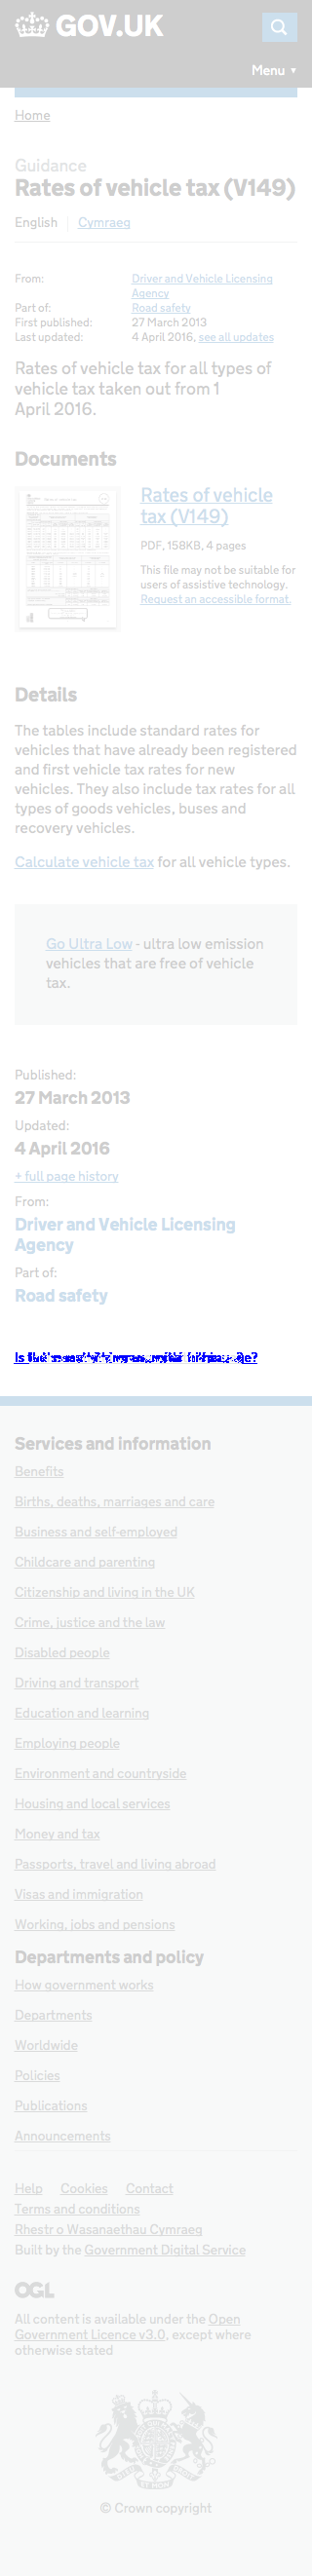 GOV.UK
Menu ▼
Home
Guidance
Rates of vehicle tax (V149)
English Cymraeg
From: Driver and Vehicle Licensing
Agency
Part of: Road safety
First published: 27 March 2013
Last updated: 4 April 2016, see all updates
Rates of vehicle tax for all types of
vehicle tax taken out from 1
April 2016.
Documents
Rates of vehicle
tax (V149)
PDF, 158KB, 4 pages
This file may not be suitable for
users of assistive technology.
Request an accessible format.
Details
The tables include standard rates for
vehicles that have already been registered
and first vehicle tax rates for new
vehicles. They also include tax rates for all
types of goods vehicles, buses and
recovery vehicles.
Calculate vehicle tax for all vehicle types.
Go Ultra Low - ultra low emission
vehicles that are free of vehicle
tax.
Published:
27 March 2013
Updated:
4 April 2016
+ full page history
From:
Driver and Vehicle Licensing
Agency
Part of:
Road safety
Is
Services and information
Benefits
Births, deaths, marriages and care
Business and self-employed
Childcare and parenting
Citizenship and living in the UK
Crime, justice and the law
Disabled people
Driving and transport
Education and learning
Employing people
Environment and countryside
Housing and local services
Money and tax
Passports, travel and living abroad
Visas and immigration
Working, jobs and pensions
Departments and policy
How government works
Departments
Worldwide
Policies
Publications
Announcements
Help Cookies Contact
Terms and conditions
Rhestr o Wasanaethau Cymraeg
Built by the Government Digital Service
OGL
All content is available under the Open
Government Licence v3.0, except where
otherwise stated
© Crown copyright